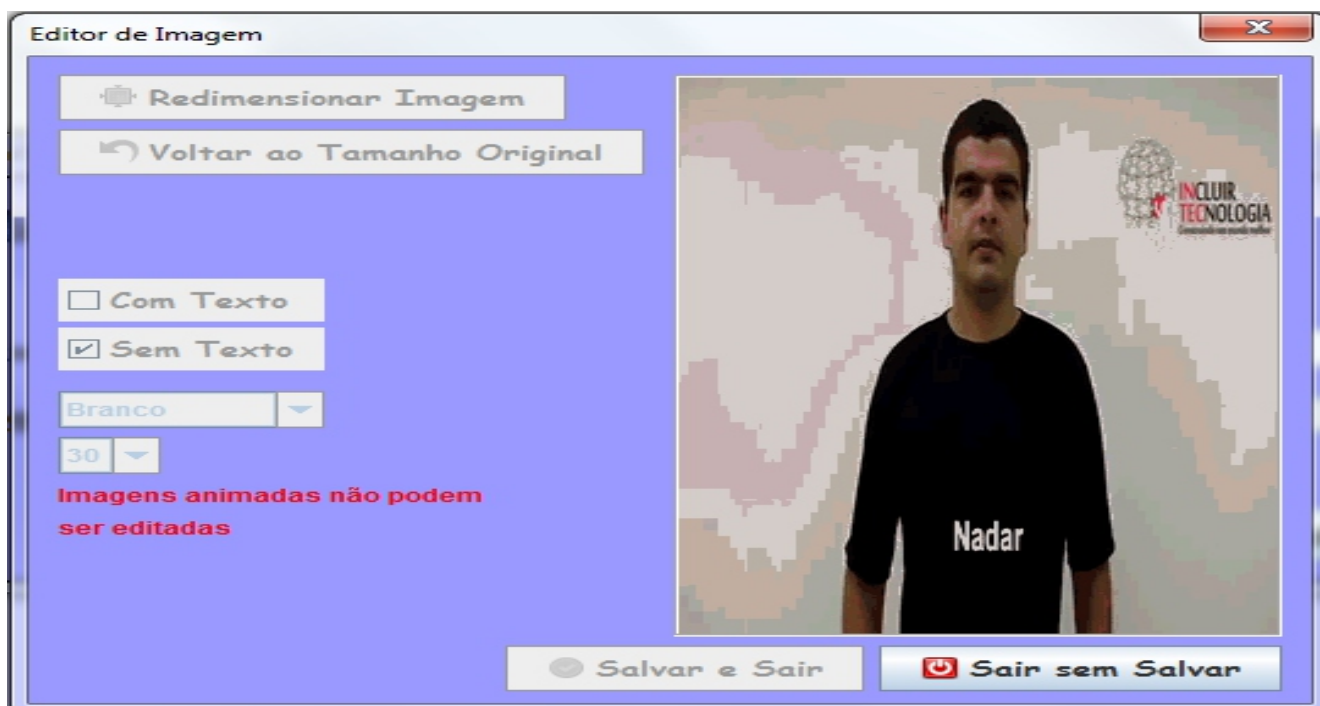 Editor de Imagem
Redimensionar Imagem
Voltar ao Tamanho Original
Com Texto
Sem Texto
Branco
30
Imagens animadas não podem
ser editadas
INCLUIR
TECNOLOGIA
Nadar
Salvar e Sair
Sair sem Salvar